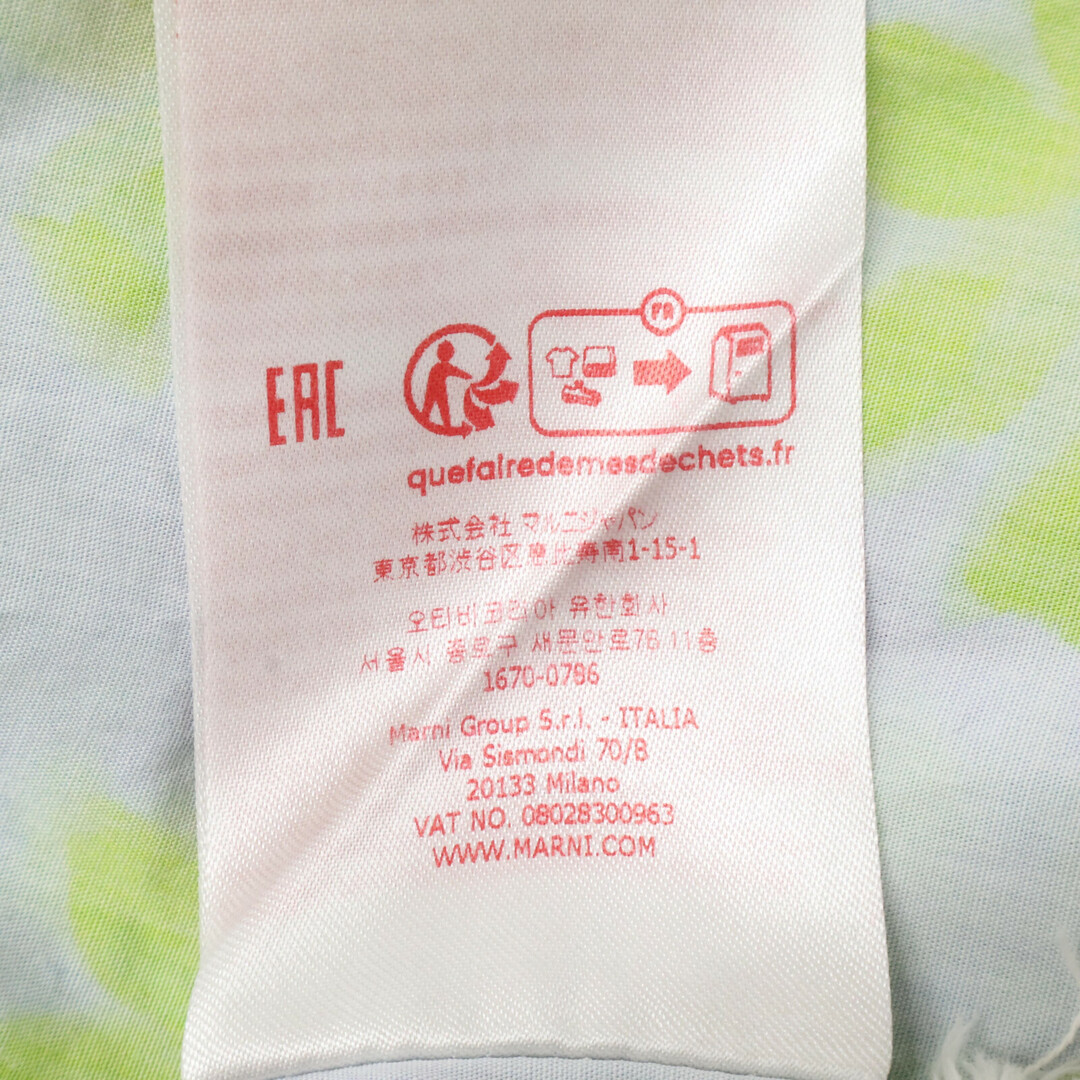 EAC
FR
quefairedemesdechets.fr
株式会社 マルニジャパン
東京都渋谷区恵比寿南1-15-1
오티비코리아 유한회사
서울시 종로구 새문안로76 11층
1670-0786
Marni Group S.r.l. - ITALIA
Via Sismondi 70/B
20133 Milano
VAT NO. 08028300963
WWW.MARNI.COM